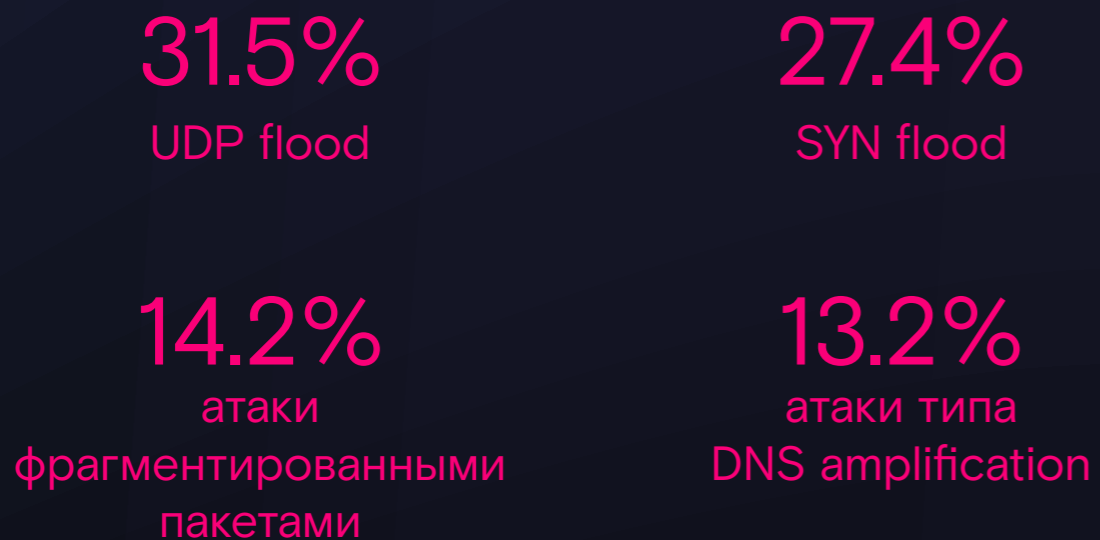 31.5%
UDP flood
27.4%
SYN flood
14.2%
атаки
фрагментированными
пакетами
13.2%
атаки типа
DNS amplification